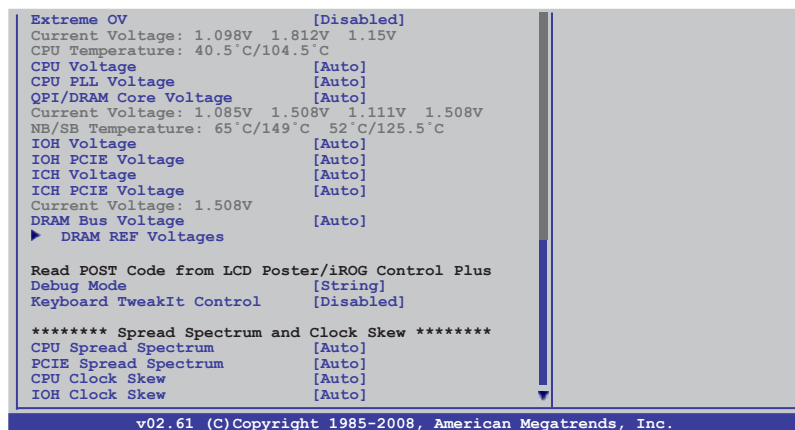 Extreme OV [Disabled]
Current Voltage: 1.098V 1.812V 1.15V
CPU Temperature: 40.5˚C/104.5˚C
CPU Voltage [Auto]
CPU PLL Voltage [Auto]
QPI/DRAM Core Voltage [Auto]
Current Voltage: 1.085V 1.508V 1.111V 1.508V
NB/SB Temperature: 65˚C/149˚C 52˚C/125.5˚C
IOH Voltage [Auto]
IOH PCIE Voltage [Auto]
ICH Voltage [Auto]
ICH PCIE Voltage [Auto]
Current Voltage: 1.508V
DRAM Bus Voltage [Auto]
DRAM REF Voltages
Read POST Code from LCD Poster/iROG Control Plus
Debug Mode [String]
Keyboard TweakIt Control [Disabled]
******** Spread Spectrum and Clock Skew ********
CPU Spread Spectrum [Auto]
PCIE Spread Spectrum [Auto]
CPU Clock Skew [Auto]
IOH Clock Skew [Auto]
v02.61 (C)Copyright 1985-2008, American Megatrends, Inc.